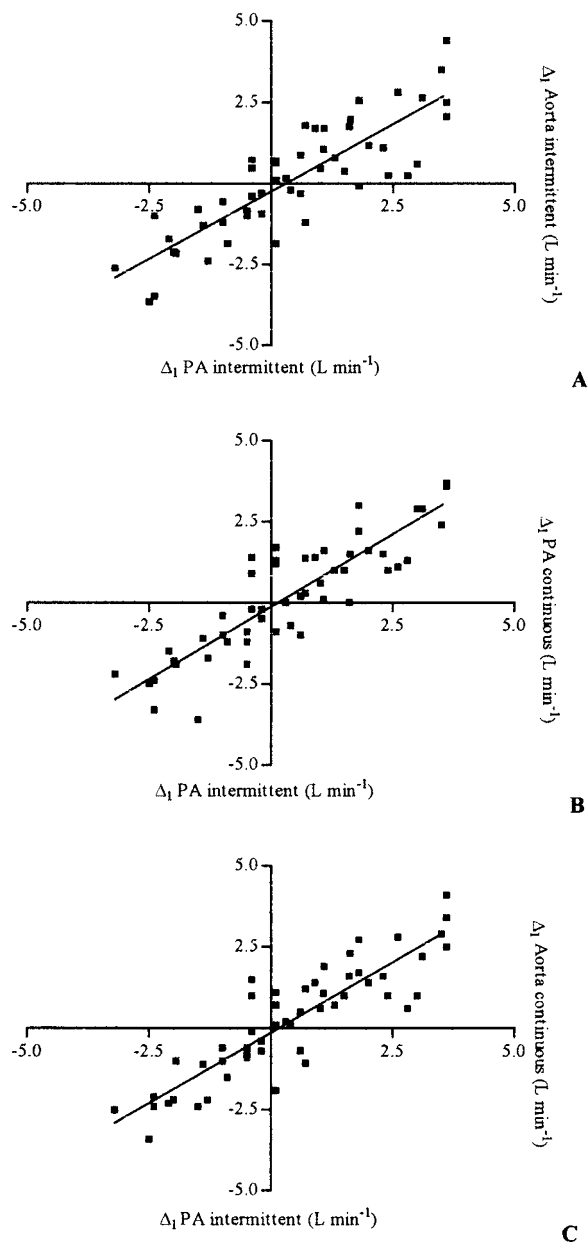 5.0
2.5
-5.0
-2.5
2.5
5.0
-2.5
-5.0
Δ₁ Aorta intermittent (L min⁻¹)
Δ₁ PA intermittent (L min⁻¹)
A
5.0
2.5
-5.0
-2.5
2.5
5.0
-2.5
-5.0
Δ₁ PA continuous (L min⁻¹)
Δ₁ PA intermittent (L min⁻¹)
B
5.0
2.5
-5.0
-2.5
2.5
5.0
-2.5
-5.0
Δ₁ Aorta continuous (L min⁻¹)
Δ₁ PA intermittent (L min⁻¹)
C